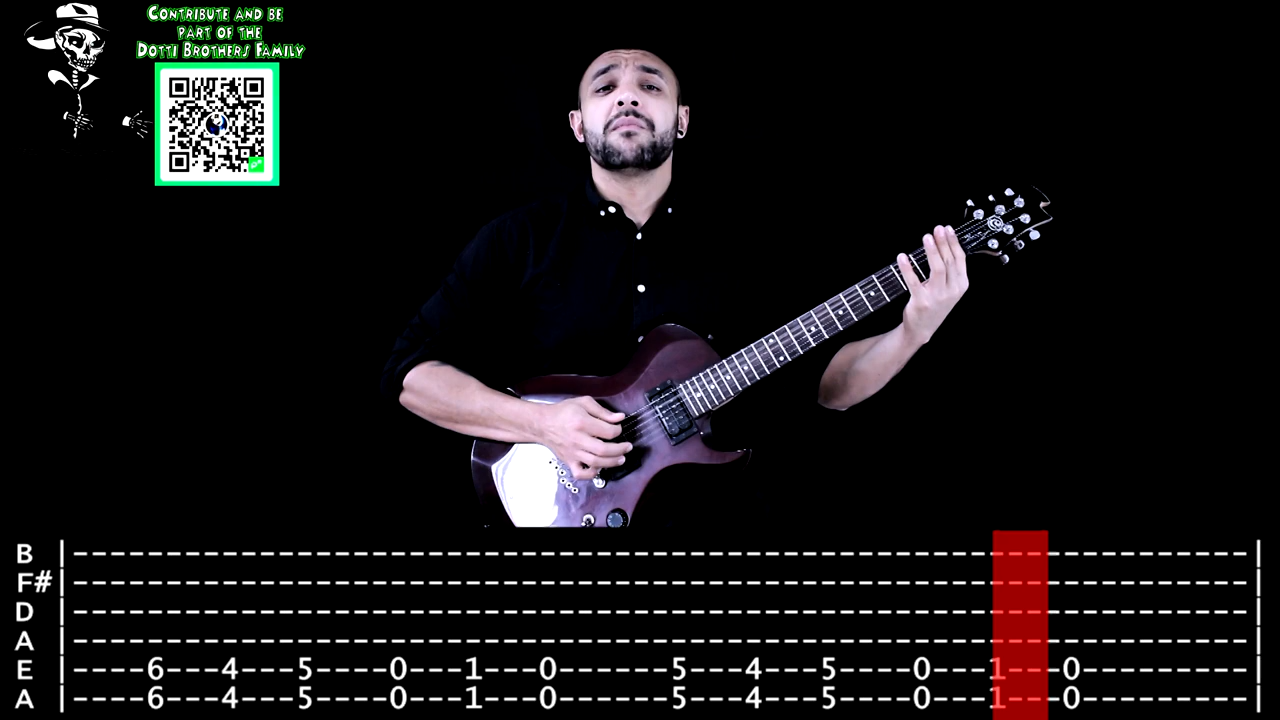 CONTRIBUTE AND BE
PART OF THE
DOTTI BROTHERS FAMILY
B |---------------------------------------------------------------|
F#|---------------------------------------------------------------|
D |---------------------------------------------------------------|
A |---------------------------------------------------------------|
E |----6---4---5----0---1---0------5---4---5----0---1---0---------|
A |----6---4---5----0---1---0------5---4---5----0---1---0---------|